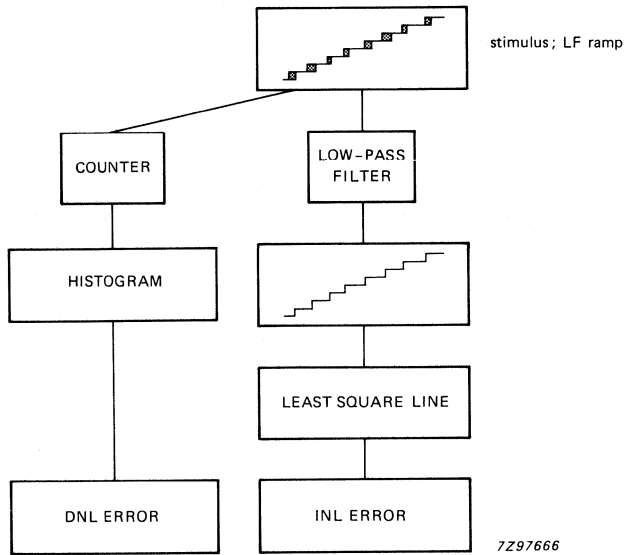 stimulus; LF ramp
COUNTER
LOW-PASS
FILTER
HISTOGRAM
LEAST SQUARE LINE
DNL ERROR
INL ERROR
7Z97666